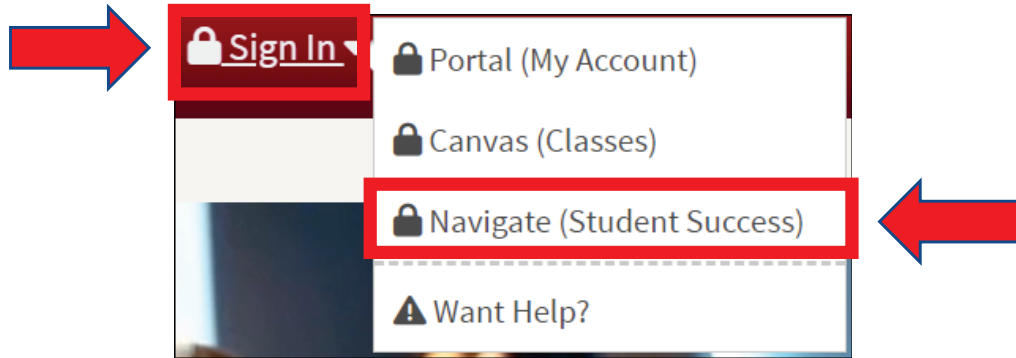 Sign In
Portal (My Account)
Canvas (Classes)
Navigate (Student Success)
Want Help?